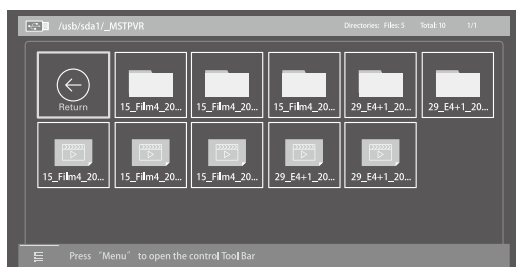 /usb/sda1/_MSTPVR Directories: Files: 5 Total: 10 1/1
Return 15_Film4_20... 15_Film4_20... 15_Film4_20... 29_E4+1_20... 29_E4+1_20...
15_Film4_20... 15_Film4_20... 15_Film4_20... 29_E4+1_20... 29_E4+1_20...
Press "Menu" to open the control Tool Bar